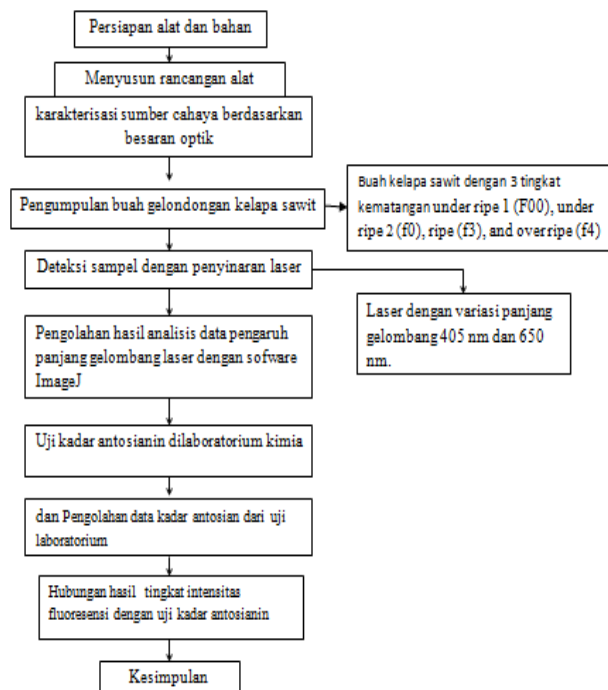 Persiapan alat dan bahan
Menyusun rancangan alat
karakterisasi sumber cahaya berdasarkan
besaran optik
Pengumpulan buah gelondongan kelapa sawit
Buah kelapa sawit dengan 3 tingkat
kematangan under ripe 1 (F00), under
ripe 2 (f0), ripe (f3), and over ripe (f4)
Deteksi sampel dengan penyinaran laser
Laser dengan variasi panjang
gelombang 405 nm dan 650
nm.
Pengolahan hasil analisis data pengaruh
panjang gelombang laser dengan sofware
ImageJ
Uji kadar antosianin dilaboratorium kimia
dan Pengolahan data kadar antosian dari uji
laboratorium
Hubungan hasil tingkat intensitas
fluoresensi dengan uji kadar antosianin
Kesimpulan